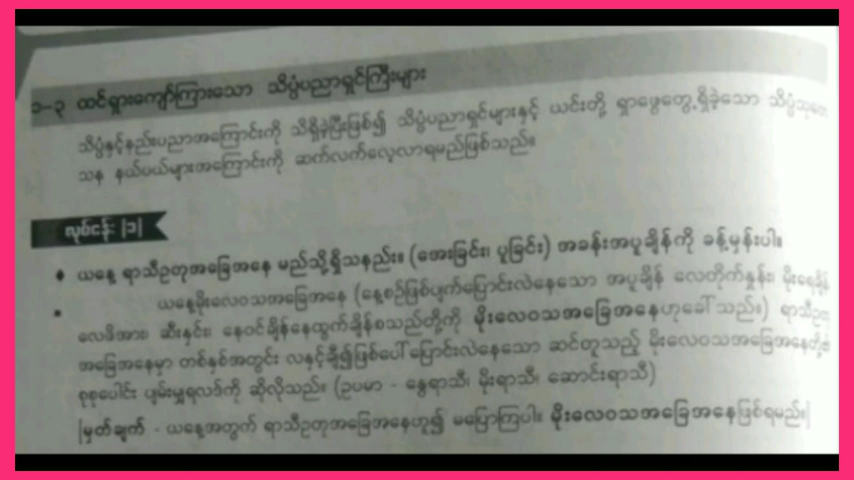 ၁-၃ ထင်ရှားကျော်ကြားသော သိပ္ပံပညာရှင်ကြီးများ
သိပ္ပံနှင့်နည်းပညာအကြောင်းကို သိရှိခဲ့ပြီးဖြစ်၍ သိပ္ပံပညာရှင်များနှင့် ယင်းတို့ ရှာဖွေတွေ့ရှိခဲ့သော သိပ္ပံသုတေ
သန နယ်ပယ်များအကြောင်းကို ဆက်လက်လေ့လာရမည်ဖြစ်သည်။
လုပ်ငန်း (၁)
• ယနေ့ ရာသီဥတုအခြေအနေ မည်သို့ရှိသနည်း။ (အေးခြင်း၊ ပူခြင်း) အခန်းအပူချိန်ကို ခန့်မှန်းပါ။
▪ ယနေ့မိုးလေဝသအခြေအနေ (နေ့စဉ်ဖြစ်ပျက်ပြောင်းလဲနေသော အပူချိန် လေတိုက်နှုန်း၊ မိုးရေချိန်
လေဖိအား၊ ဆီးနှင်း၊ နေဝင်ချိန်နေထွက်ချိန်စသည်တို့ကို မိုးလေဝသအခြေအနေဟုခေါ်သည်။) ရာသီဥတု
အခြေအနေမှာ တစ်နှစ်အတွင်း လနှင့်ချီ၍ဖြစ်ပေါ်ပြောင်းလဲနေသော ဆင်တူသည့် မိုးလေဝသအခြေအနေတို့၏
စုစုပေါင်း ပျမ်းမျှရလဒ်ကို ဆိုလိုသည်။ (ဥပမာ - နွေရာသီ၊ မိုးရာသီ၊ ဆောင်းရာသီ)
[မှတ်ချက် - ယနေ့အတွက် ရာသီဥတုအခြေအနေဟူ၍ မပြောကြပါ။ မိုးလေဝသအခြေအနေဖြစ်ရမည်။]